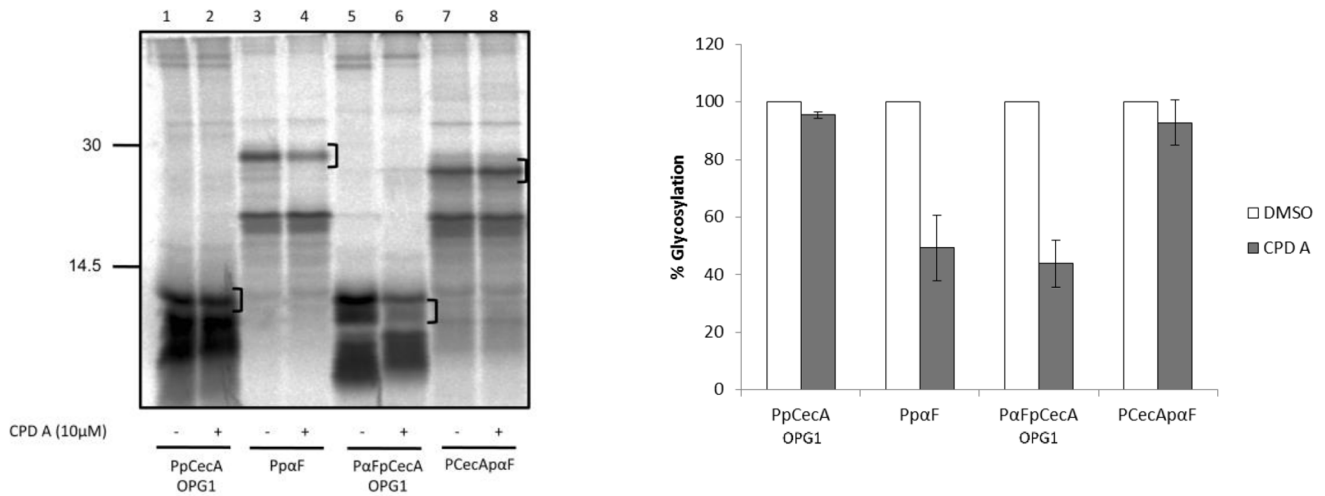 1 2 3 4 5 6 7 8
30
14.5
CPD A (10μM) - + - + - + - +
PpCecA OPG1
PpαF
PαFpCecA OPG1
PCecApαF
% Glycosylation
120
100
80
60
40
20
0
PpCecA OPG1
PpαF
PαFpCecA OPG1
PCecApαF
DMSO
CPD A